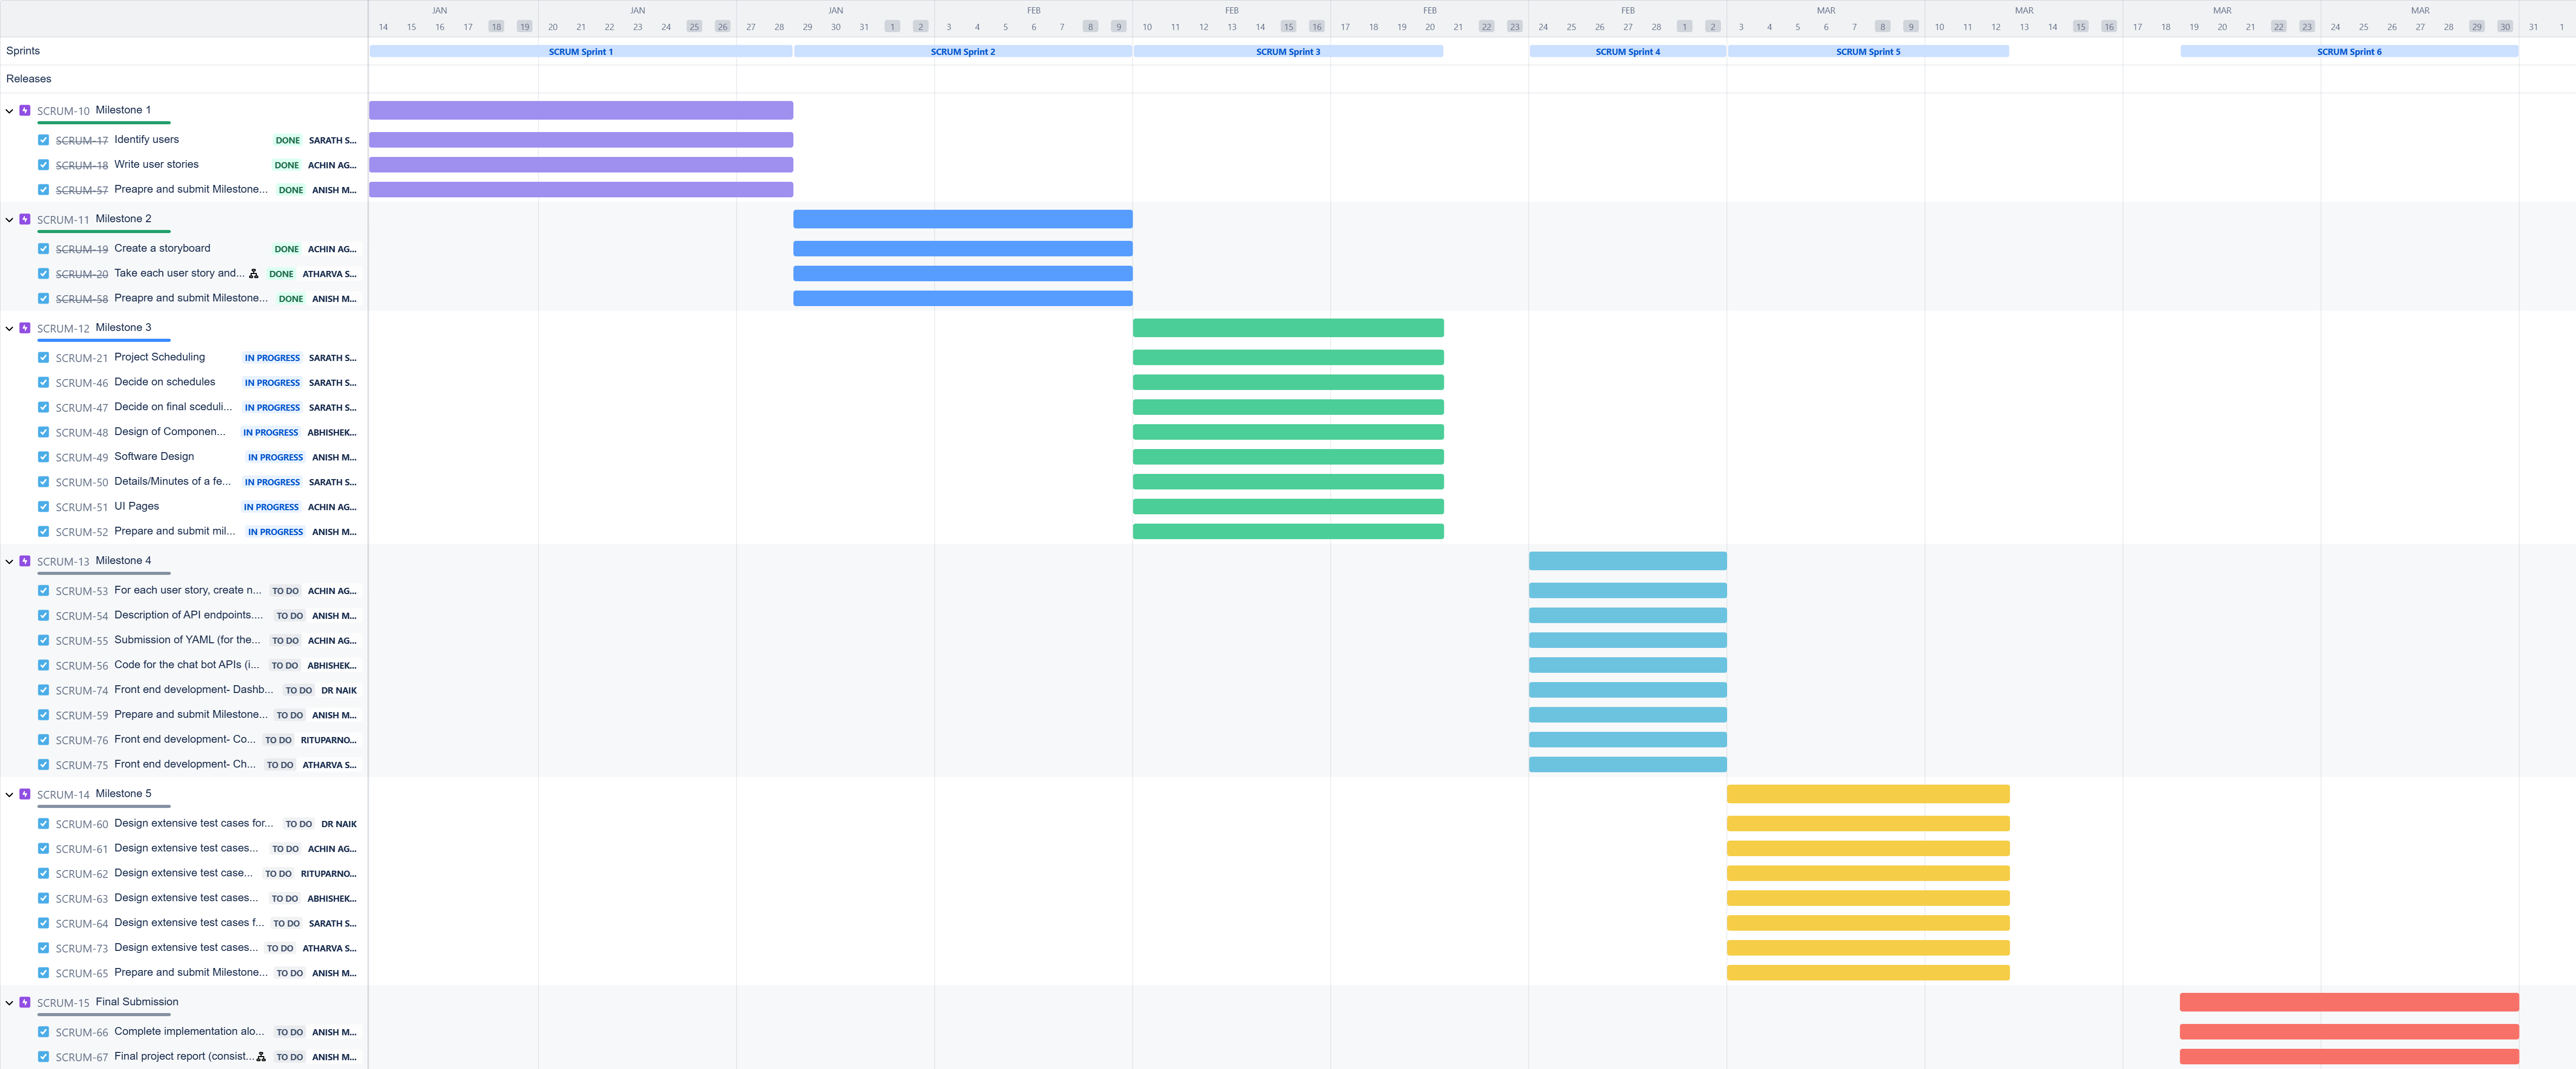 JAN JAN JAN FEB FEB FEB FEB MAR MAR MAR MAR
14 15 16 17 18 19 20 21 22 23 24 25 26 27 28 29 30 31 1 2 3 4 5 6 7 8 9 10 11 12 13 14 15 16 17 18 19 20 21 22 23 24 25 26 27 28 1 2 3 4 5 6 7 8 9 10 11 12 13 14 15 16 17 18 19 20 21 22 23 24 25 26 27 28 29 30 31 1
Sprints SCRUM Sprint 1 SCRUM Sprint 2 SCRUM Sprint 3 SCRUM Sprint 4 SCRUM Sprint 5 SCRUM Sprint 6
Releases
SCRUM-10 Milestone 1
SCRUM-17 Identify users DONE SARATH S...
SCRUM-18 Write user stories DONE ACHIN AG...
SCRUM-57 Preapre and submit Milestone... DONE ANISH M...
SCRUM-11 Milestone 2
SCRUM-19 Create a storyboard DONE ACHIN AG...
SCRUM-20 Take each user story and... DONE ATHARVA S...
SCRUM-58 Preapre and submit Milestone... DONE ANISH M...
SCRUM-12 Milestone 3
SCRUM-21 Project Scheduling IN PROGRESS SARATH S...
SCRUM-46 Decide on schedules IN PROGRESS SARATH S...
SCRUM-47 Decide on final sceduli... IN PROGRESS SARATH S...
SCRUM-48 Design of Componen... IN PROGRESS ABHISHEK...
SCRUM-49 Software Design IN PROGRESS ANISH M...
SCRUM-50 Details/Minutes of a fe... IN PROGRESS SARATH S...
SCRUM-51 UI Pages IN PROGRESS ACHIN AG...
SCRUM-52 Prepare and submit mil... IN PROGRESS ANISH M...
SCRUM-13 Milestone 4
SCRUM-53 For each user story, create n... TO DO ACHIN AG...
SCRUM-54 Description of API endpoints.... TO DO ANISH M...
SCRUM-55 Submission of YAML (for the... TO DO ACHIN AG...
SCRUM-56 Code for the chat bot APIs (i... TO DO ABHISHEK...
SCRUM-74 Front end development- Dashb... TO DO DR NAIK
SCRUM-59 Prepare and submit Milestone... TO DO ANISH M...
SCRUM-76 Front end development- Co... TO DO RITUPARNO...
SCRUM-75 Front end development- Ch... TO DO ATHARVA S...
SCRUM-14 Milestone 5
SCRUM-60 Design extensive test cases for... TO DO DR NAIK
SCRUM-61 Design extensive test cases... TO DO ACHIN AG...
SCRUM-62 Design extensive test case... TO DO RITUPARNO...
SCRUM-63 Design extensive test cases... TO DO ABHISHEK...
SCRUM-64 Design extensive test cases f... TO DO SARATH S...
SCRUM-73 Design extensive test cases... TO DO ATHARVA S...
SCRUM-65 Prepare and submit Milestone... TO DO ANISH M...
SCRUM-15 Final Submission
SCRUM-66 Complete implementation alo... TO DO ANISH M...
SCRUM-67 Final project report (consist... TO DO ANISH M...